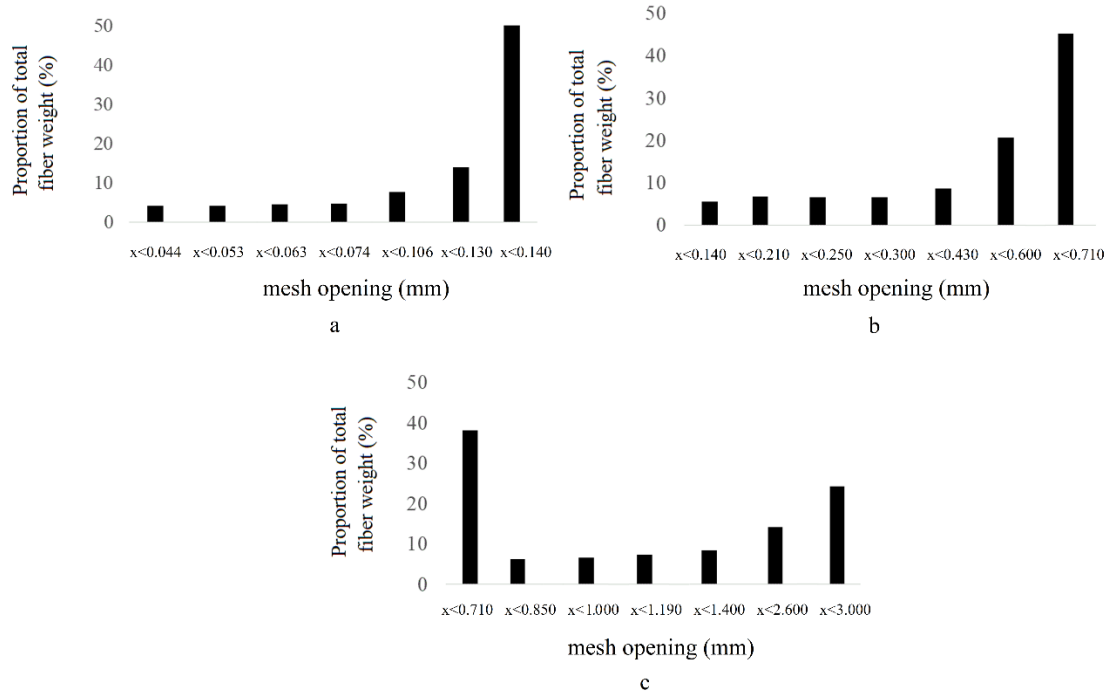 Proportion of total
fiber weight (%)
50
40
30
20
10
0
x<0.044 x<0.053 x<0.063 x<0.074 x<0.106 x<0.130 x<0.140
mesh opening (mm)
a
Proportion of total
fiber weight (%)
50
40
30
20
10
0
x<0.140 x<0.210 x<0.250 x<0.300 x<0.430 x<0.600 x<0.710
mesh opening (mm)
b
Proportion of total
fiber weight (%)
50
40
30
20
10
0
x<0.710 x<0.850 x<1.000 x<1.190 x<1.400 x<2.600 x<3.000
mesh opening (mm)
c